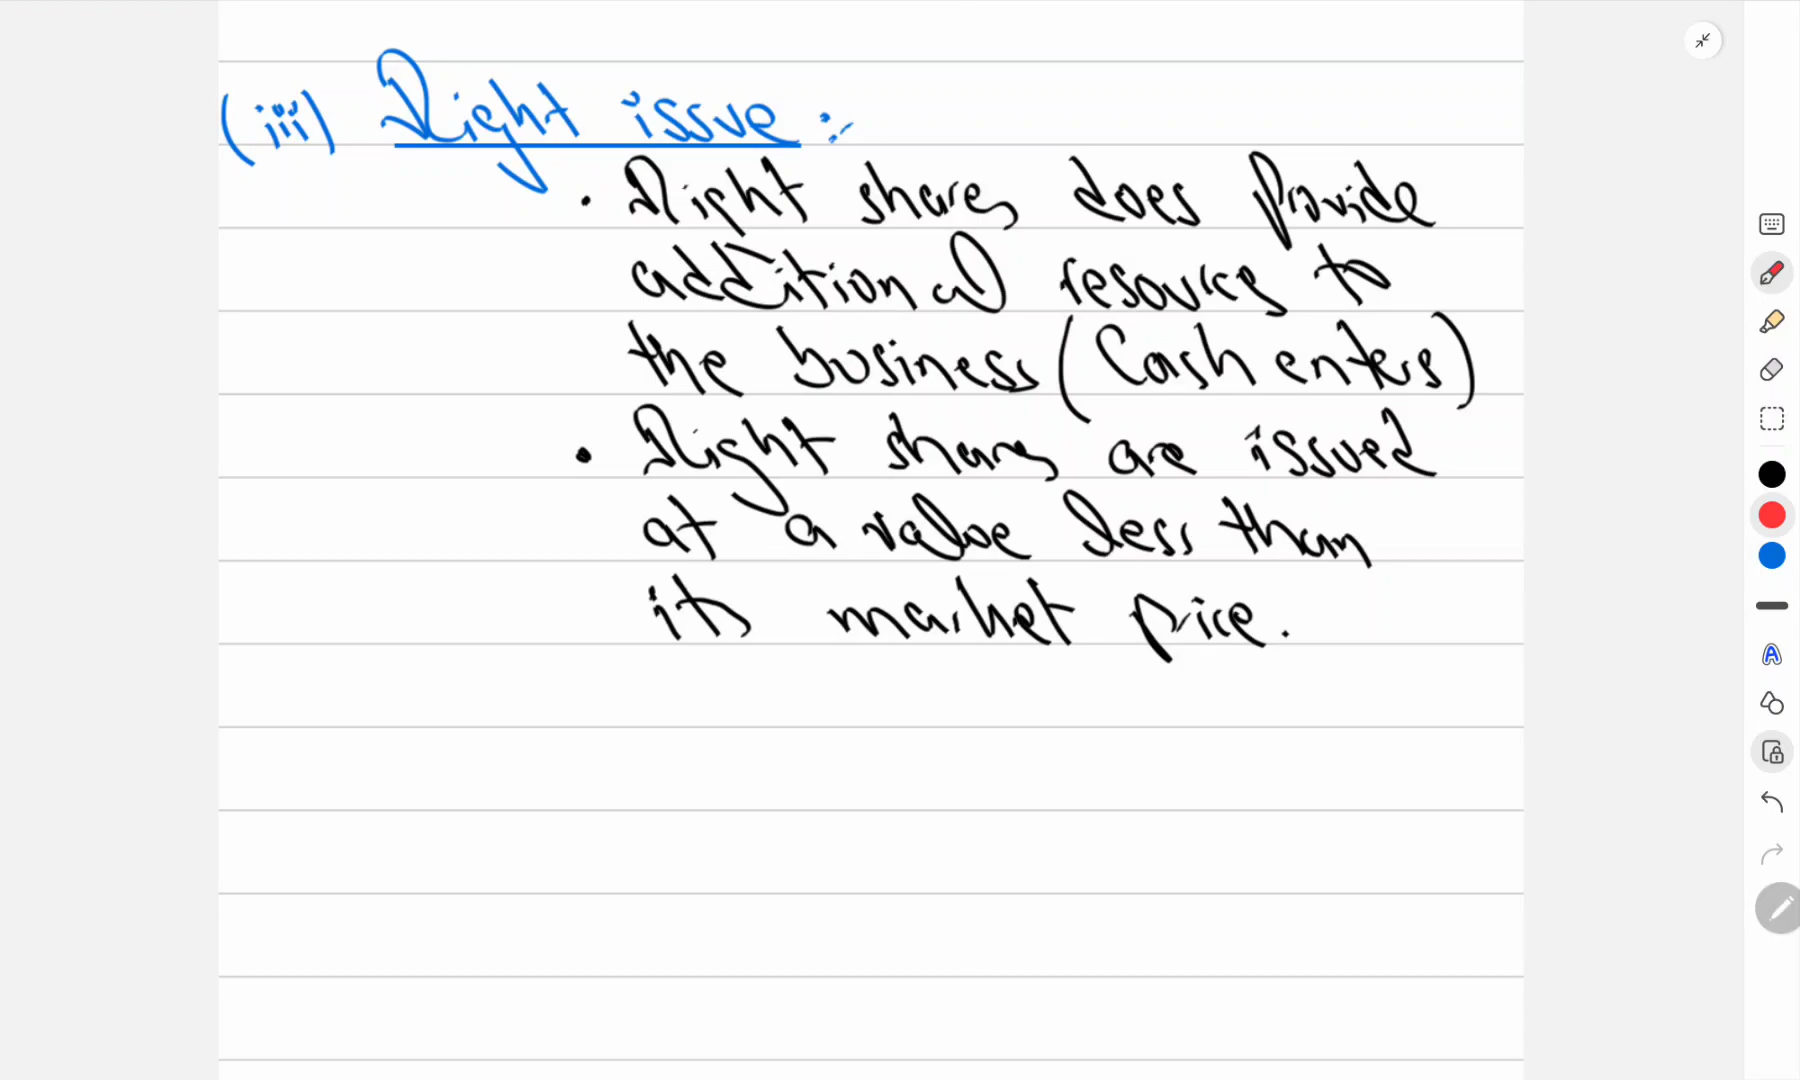 (iii) Right issue :-
• Right shares does provide
additional resources to
the business (Cash enters)
• Right shares are issued
at a value less than
its market price.